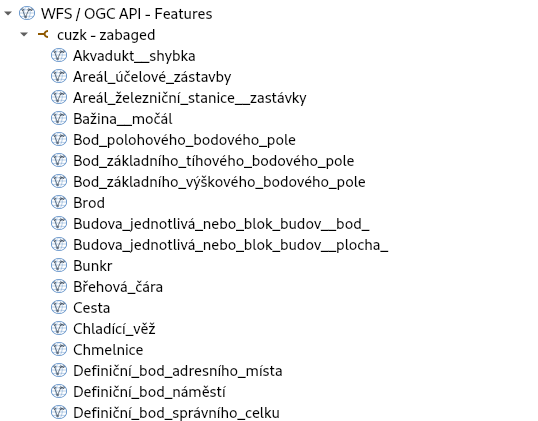 WFS / OGC API - Features
cuzk - zabaged
Akvadukt__shybka
Areál_účelové_zástavby
Areál_železniční_stanice__zastávky
Bažina__močál
Bod_polohového_bodového_pole
Bod_základního_tíhového_bodového_pole
Bod_základního_výškového_bodového_pole
Brod
Budova_jednotlivá_nebo_blok_budov__bod_
Budova_jednotlivá_nebo_blok_budov__plocha_
Bunkr
Břehová_čára
Cesta
Chladící_věž
Chmelnice
Definiční_bod_adresního_místa
Definiční_bod_náměstí
Definiční_bod_správního_celku